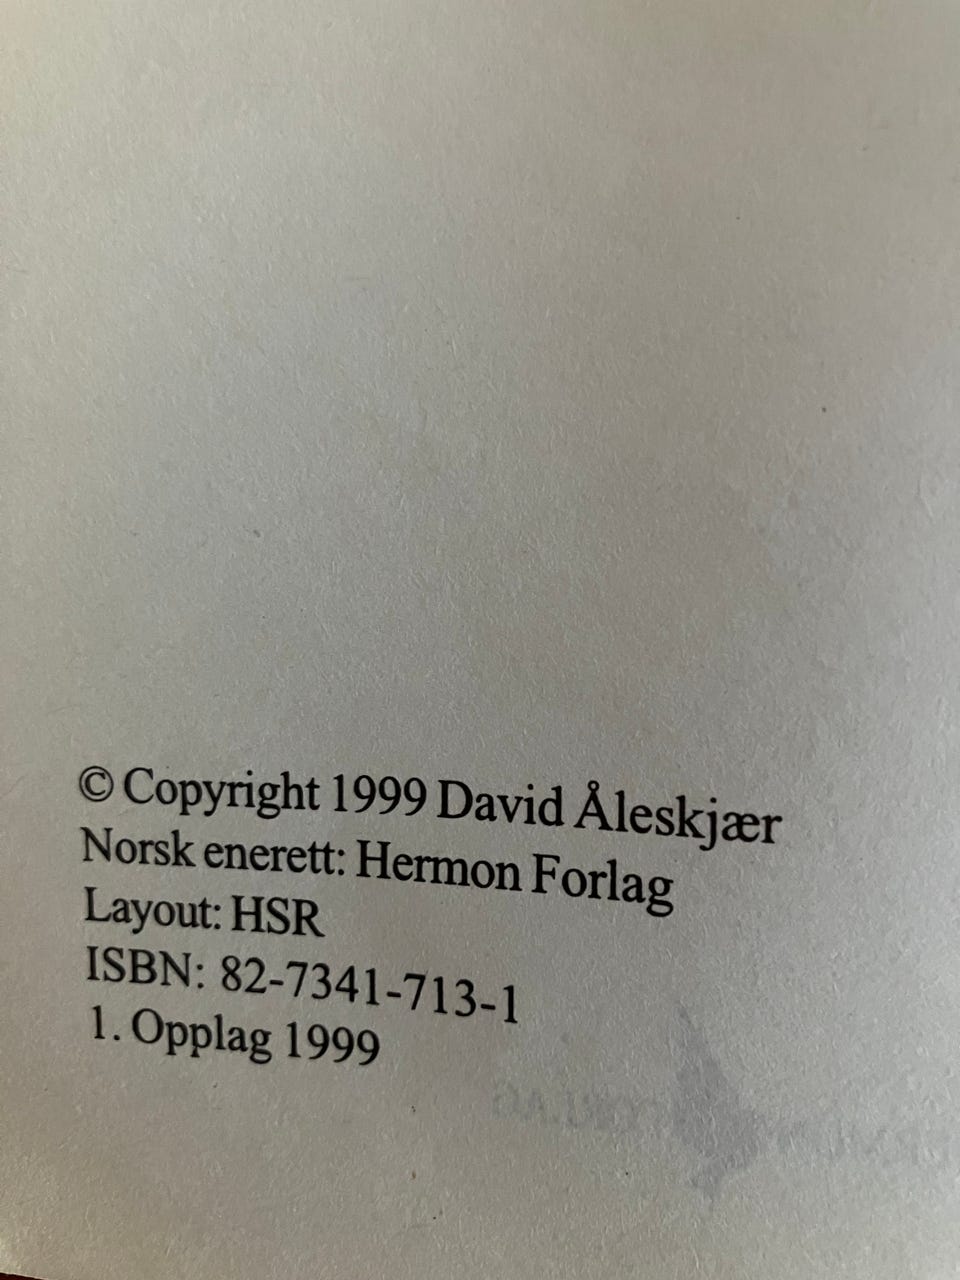 © Copyright 1999 David Åleskjær
Norsk enerett: Hermon Forlag
Layout: HSR
ISBN: 82-7341-713-1
1. Opplag 1999